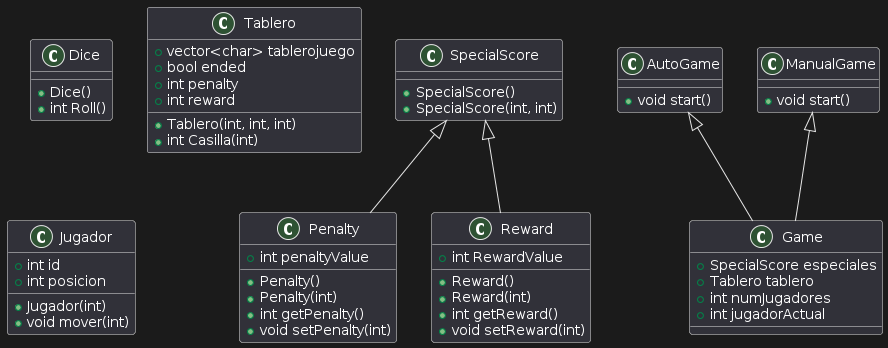 C Dice
Dice()
int Roll()
C Tablero
vector<char> tablerojuego
bool ended
int penalty
int reward
Tablero(int, int, int)
int Casilla(int)
C SpecialScore
SpecialScore()
SpecialScore(int, int)
C AutoGame
void start()
C ManualGame
void start()
C Jugador
int id
int posicion
Jugador(int)
void mover(int)
C Penalty
int penaltyValue
Penalty()
Penalty(int)
int getPenalty()
void setPenalty(int)
C Reward
int RewardValue
Reward()
Reward(int)
int getReward()
void setReward(int)
C Game
SpecialScore especiales
Tablero tablero
int numJugadores
int jugadorActual